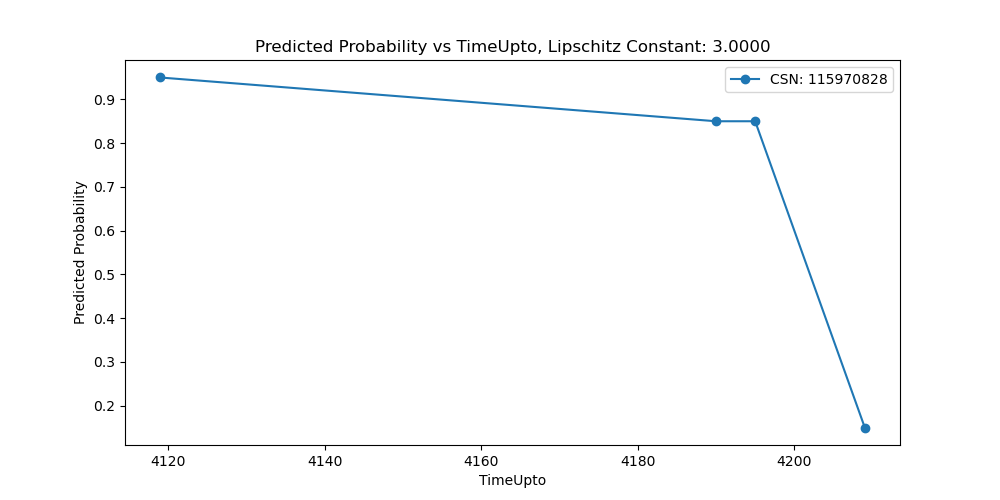 Predicted Probability vs TimeUpto, Lipschitz Constant: 3.0000
CSN: 115970828
Predicted Probability
0.9
0.8
0.7
0.6
0.5
0.4
0.3
0.2
4120 4140 4160 4180 4200
TimeUpto